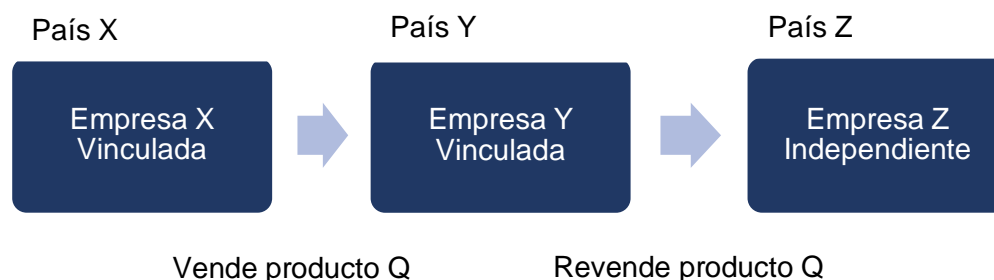 País X
País Y
País Z
Empresa X
Vinculada
Empresa Y
Vinculada
Empresa Z
Independiente
Vende producto Q
Revende producto Q